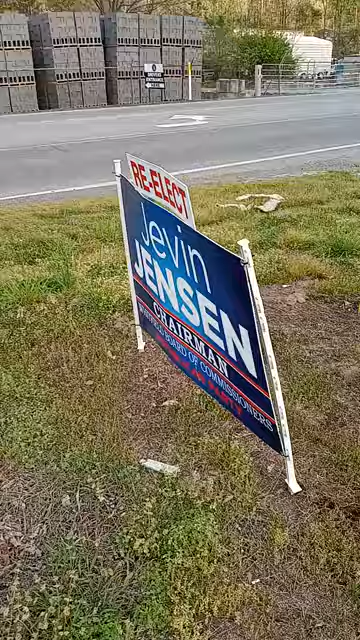 RE-ELECT
Jevin
JENSEN
CHAIRMAN
BOARD OF COMMISSIONERS